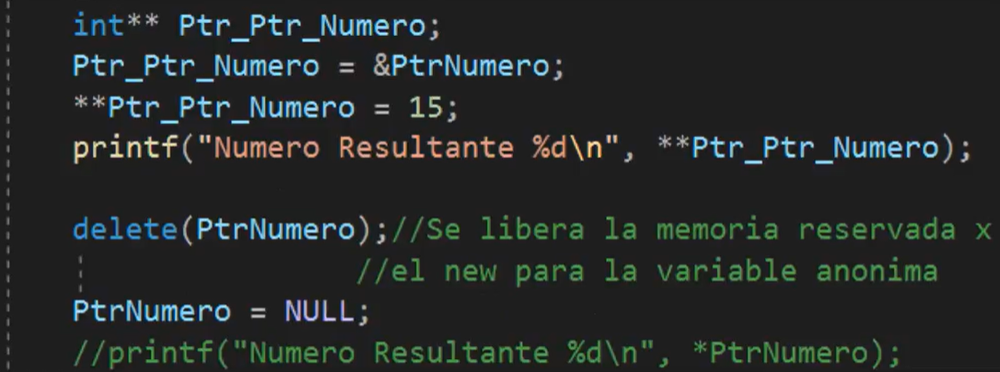 int** Ptr_Ptr_Numero;
Ptr_Ptr_Numero = &PtrNumero;
**Ptr_Ptr_Numero = 15;
printf("Numero Resultante %d\n", **Ptr_Ptr_Numero);
delete(PtrNumero);//Se libera la memoria reservada x
//el new para la variable anonima
PtrNumero = NULL;
//printf("Numero Resultante %d\n", *PtrNumero);